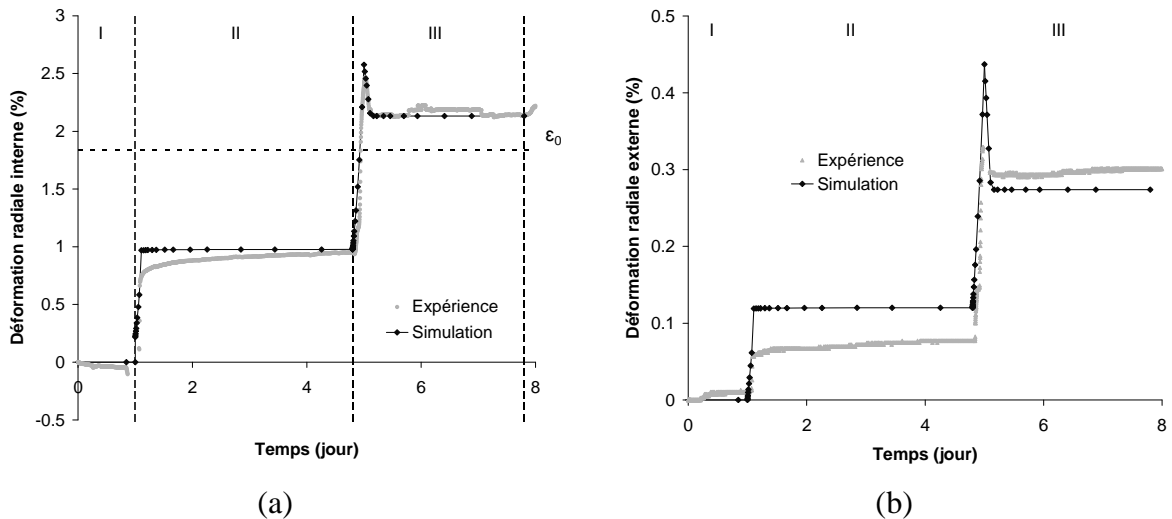 I II III
3
2.5
2
1.5
1
0.5
0
-0.5
0 2 4 6 8
Déformation radiale interne (%)
Temps (jour)
ε0
Expérience
Simulation
(a)
I II III
0.5
0.4
0.3
0.2
0.1
0
0 2 4 6 8
Déformation radiale externe (%)
Temps (jour)
Expérience
Simulation
(b)